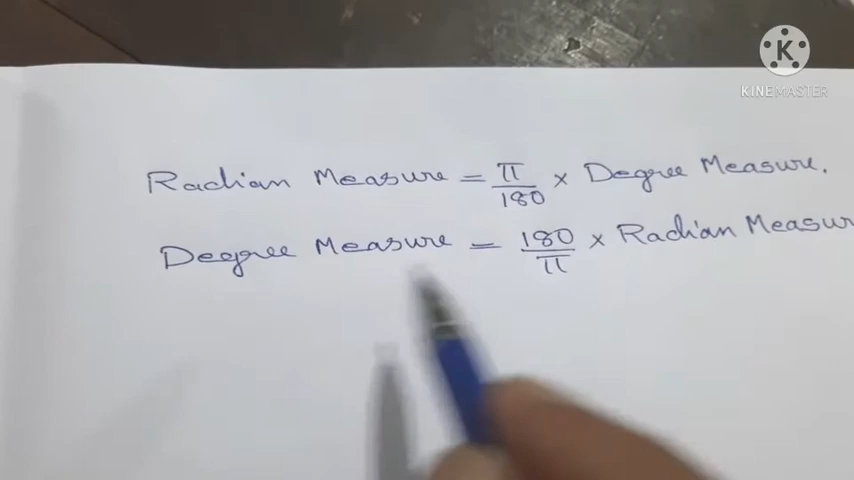 K
KINEMASTER
Radian Measure = π/180 × Degree Measure.
Degree Measure = 180/π × Radian Measur